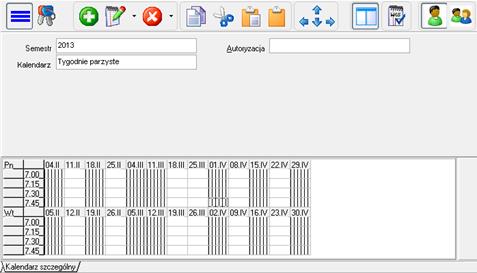 Semestr 2013 Autoryzacja
Kalendarz Tygodnie parzyste
Pn 04.II 11.II 18.II 25.II 04.III 11.III 18.III 25.III 01.IV 08.IV 15.IV 22.IV 29.IV
7.00
7.15
7.30
7.45
Wt 05.II 12.II 19.II 26.II 05.III 12.III 19.III 26.III 02.IV 09.IV 16.IV 23.IV 30.IV
7.00
7.15
7.30
7.45
Kalendarz szczególny